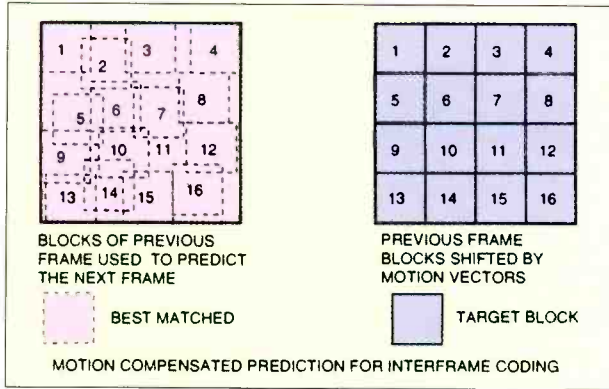 1 2 3 4
5 6 7 8
9 10 11 12
13 14 15 16
BLOCKS OF PREVIOUS
FRAME USED TO PREDICT
THE NEXT FRAME
BEST MATCHED
1 2 3 4
5 6 7 8
9 10 11 12
13 14 15 16
PREVIOUS FRAME
BLOCKS SHIFTED BY
MOTION VECTORS
TARGET BLOCK
MOTION COMPENSATED PREDICTION FOR INTERFRAME CODING